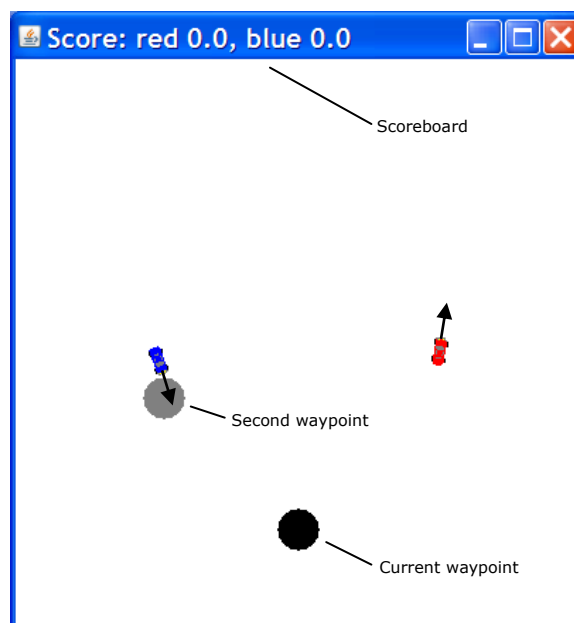 Score: red 0.0, blue 0.0
Scoreboard
Second waypoint
Current waypoint